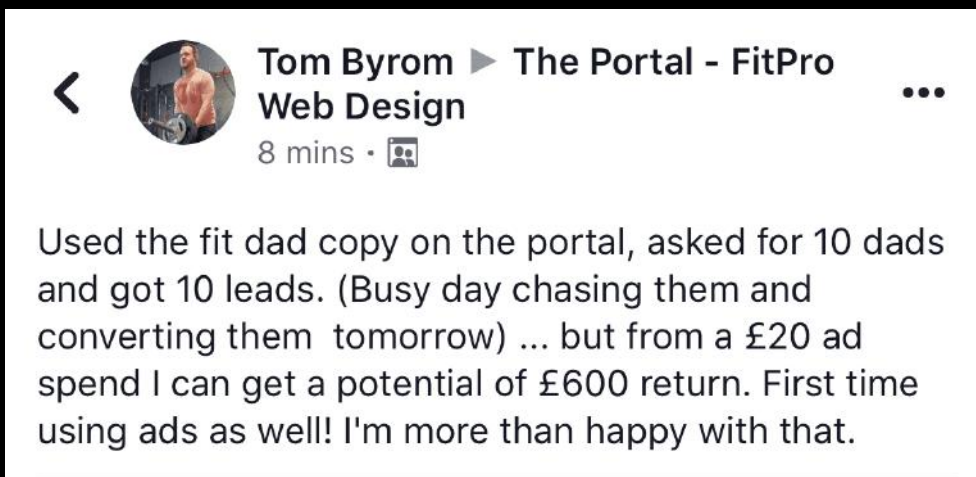 Tom Byrom ▶ The Portal - FitPro
Web Design
8 mins ·
Used the fit dad copy on the portal, asked for 10 dads
and got 10 leads. (Busy day chasing them and
converting them  tomorrow) ... but from a £20 ad
spend I can get a potential of £600 return. First time
using ads as well! I'm more than happy with that.